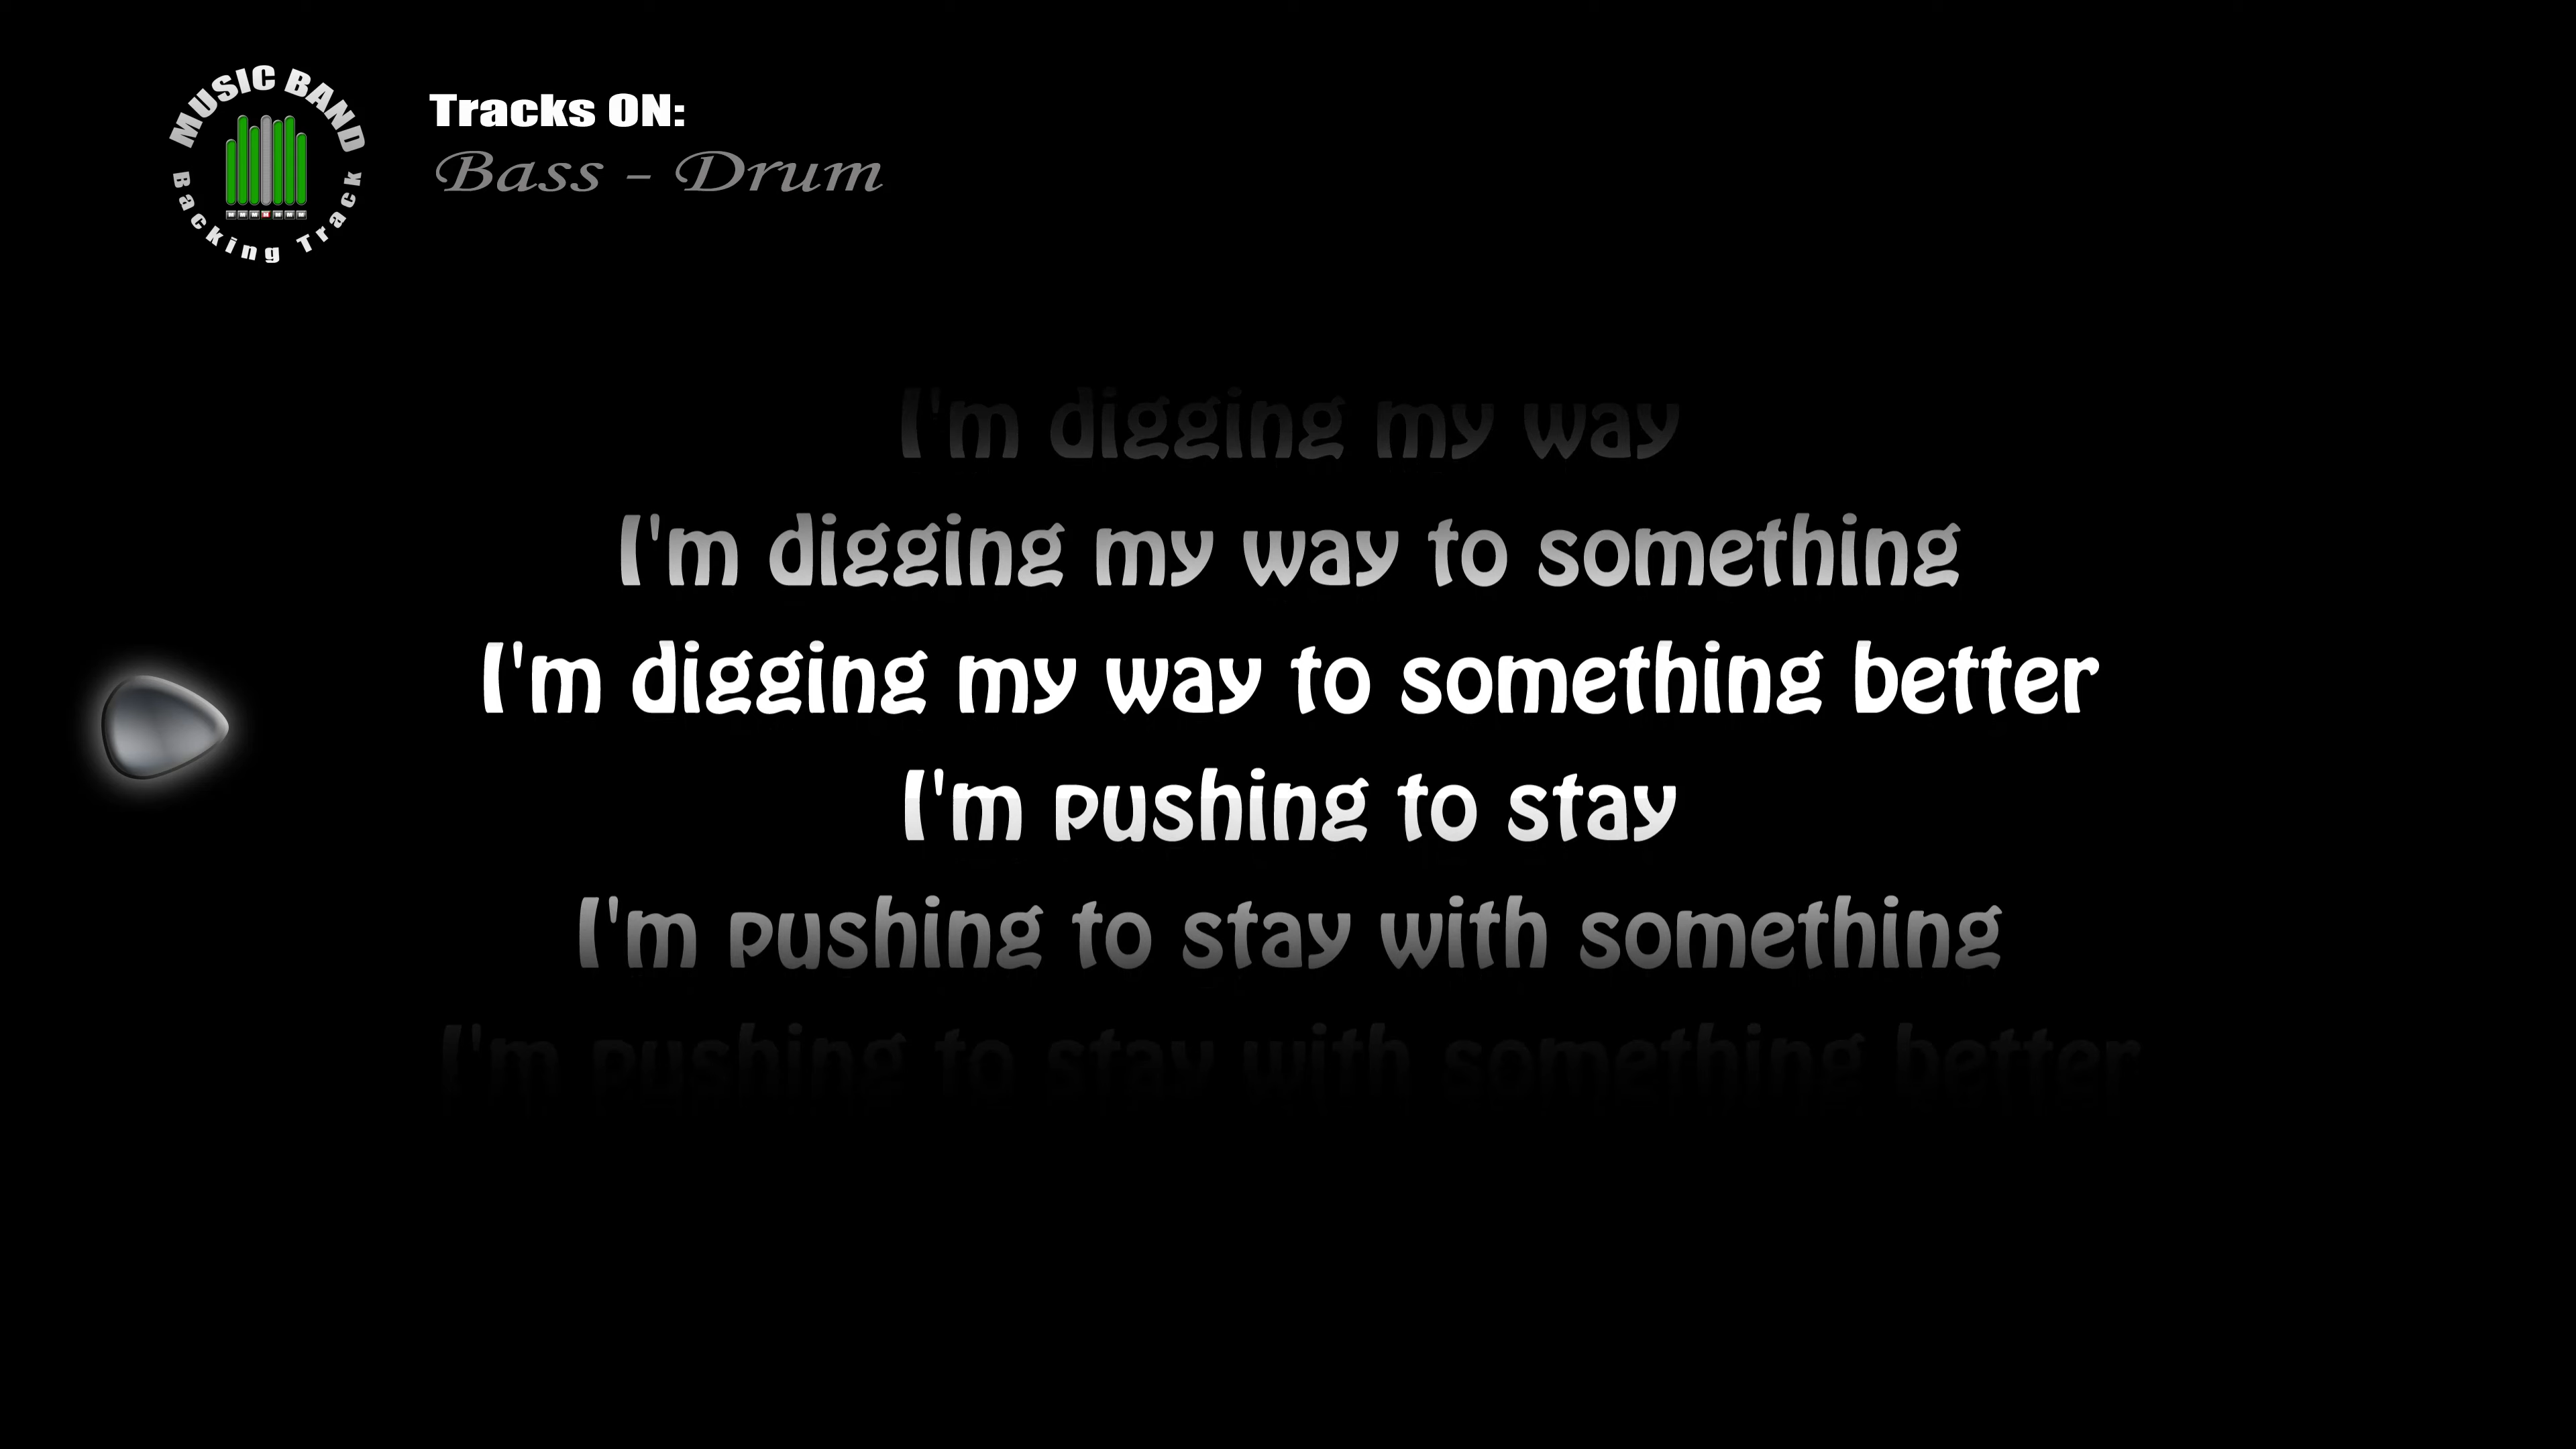 MUSIC BAND
Backing Track
Tracks ON:
Bass - Drum
I'm digging my way
I'm digging my way to something
I'm digging my way to something better
I'm pushing to stay
I'm pushing to stay with something
I'm pushing to stay with something better